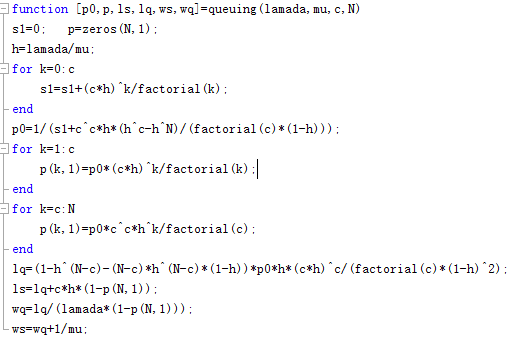 function [p0,p,ls,lq,ws,wq]=queuing(lamada,mu,c,N)
s1=0; p=zeros(N,1);
h=lamada/mu;
for k=0:c
s1=s1+(c*h)^k/factorial(k);
end
p0=1/(s1+c^c*h*(h^c-h^N)/(factorial(c)*(1-h)));
for k=1:c
p(k,1)=p0*(c*h)^k/factorial(k);
end
for k=c:N
p(k,1)=p0*c^c*h^k/factorial(c);
end
lq=(1-h^(N-c)-(N-c)*h^(N-c)*(1-h))*p0*h*(c*h)^c/(factorial(c)*(1-h)^2);
ls=lq+c*h*(1-p(N,1));
wq=lq/(lamada*(1-p(N,1)));
ws=wq+1/mu;